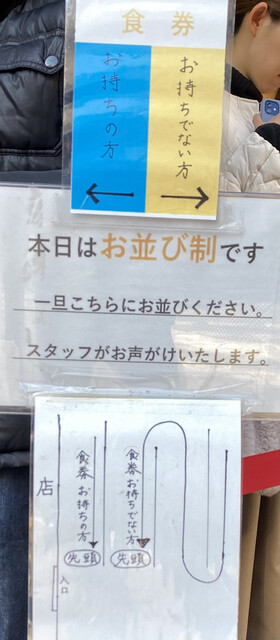 食券
お持ちの方
お持ちでない方
本日はお並び制です
一旦こちらにお並びください。
スタッフがお声がけいたします。
店
入口
食券お持ちの方
先頭
食券お持ちでない方
先頭